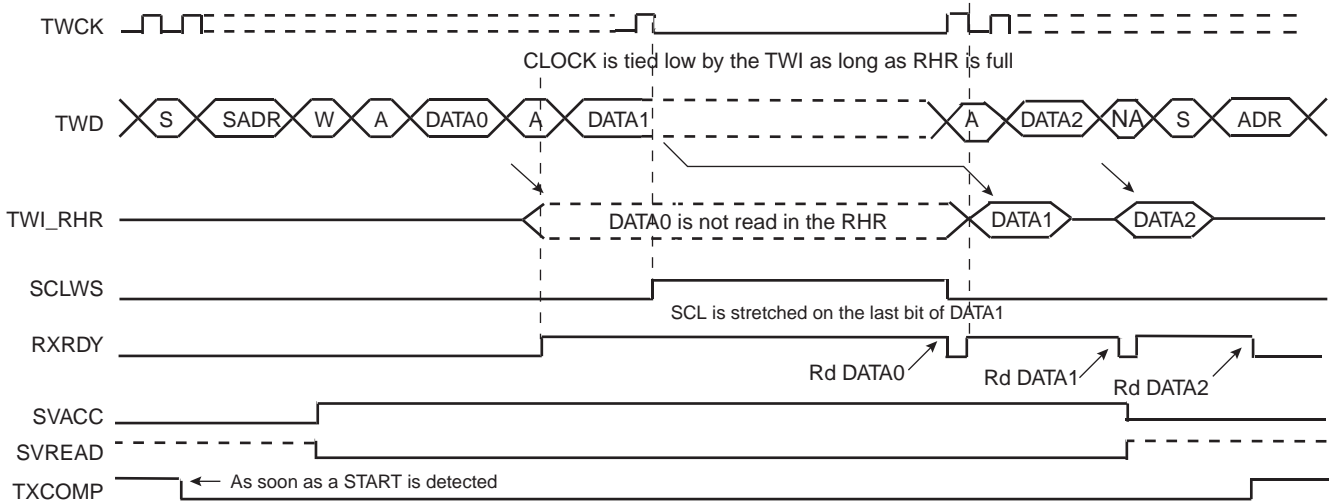 TWCK
CLOCK is tied low by the TWI as long as RHR is full
TWD S SADR W A DATA0 A DATA1 A DATA2 NA S ADR
TWI_RHR DATA0 is not read in the RHR DATA1 DATA2
SCLWS
SCL is stretched on the last bit of DATA1
RXRDY
Rd DATA0 Rd DATA1 Rd DATA2
SVACC
SVREAD
TXCOMP As soon as a START is detected